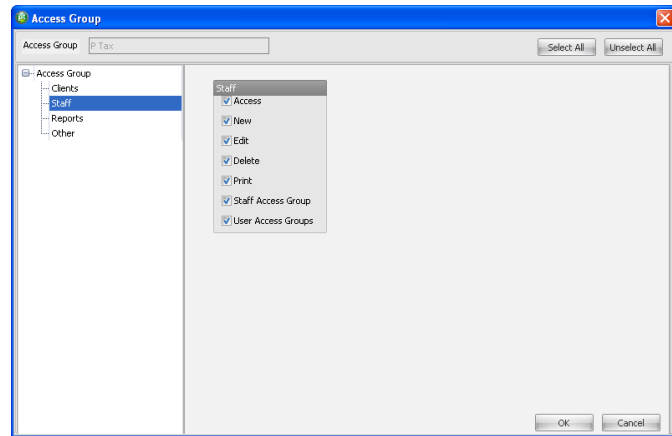 Access Group
Access Group P Tax Select All Unselect All
Access Group
Clients
Staff
Reports
Other
Staff
Access
New
Edit
Delete
Print
Staff Access Group
User Access Groups
OK Cancel